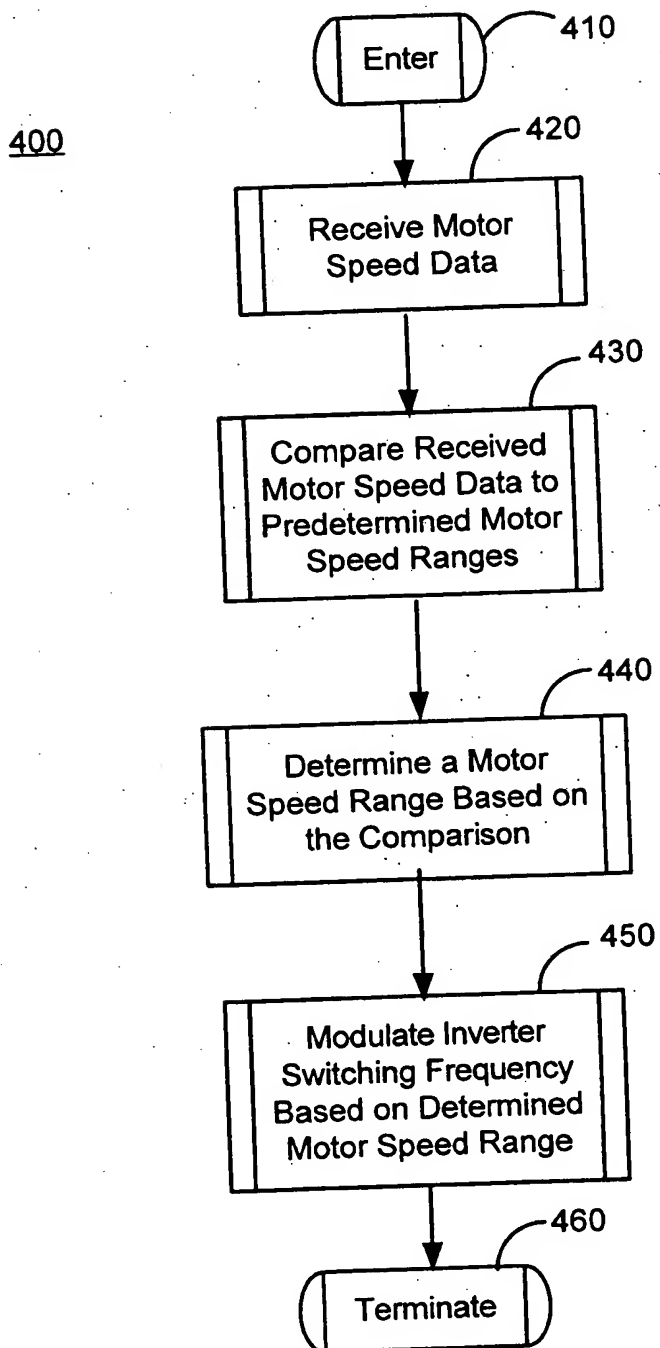 410
Enter
400
420
Receive Motor
Speed Data
430
Compare Received
Motor Speed Data to
Predetermined Motor
Speed Ranges
440
Determine a Motor
Speed Range Based on
the Comparison
450
Modulate Inverter
Switching Frequency
Based on Determined
Motor Speed Range
460
Terminate